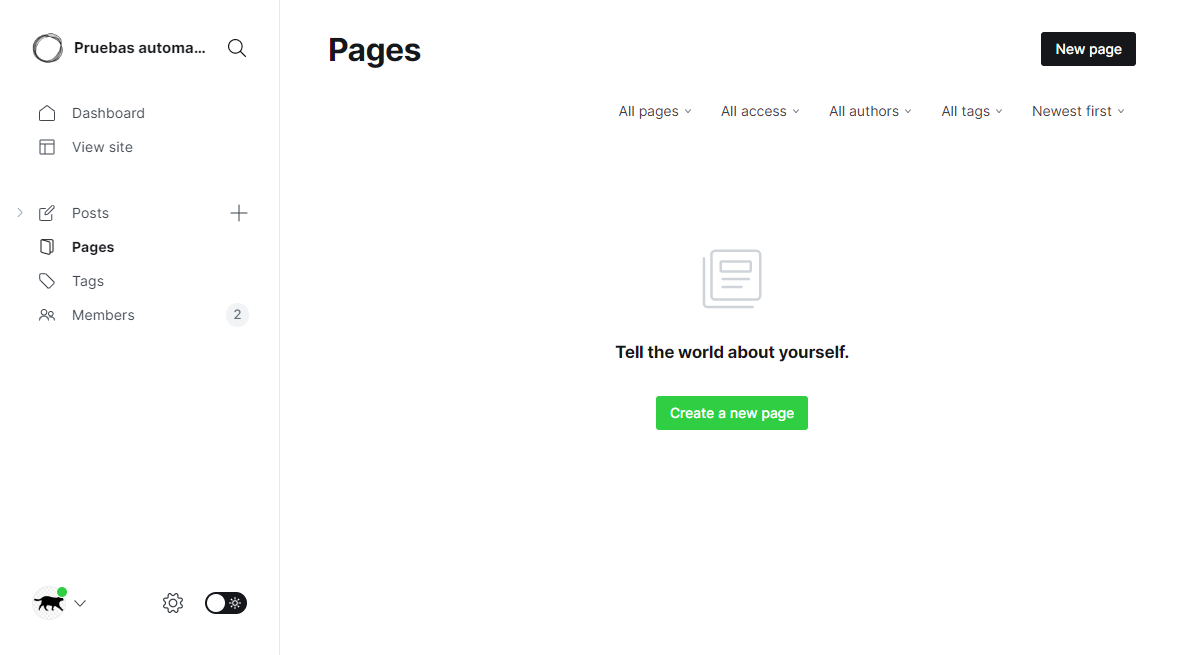 Pruebas automa...
Dashboard
View site
Posts
Pages
Tags
Members 2
Pages
New page
All pages All access All authors All tags Newest first
Tell the world about yourself.
Create a new page